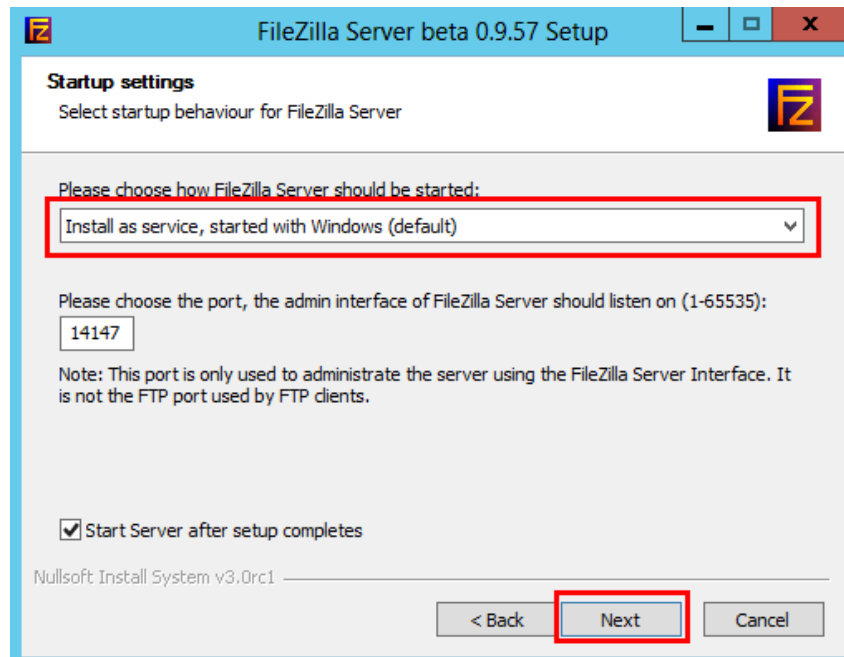 FileZilla Server beta 0.9.57 Setup
Startup settings
Select startup behaviour for FileZilla Server
Please choose how FileZilla Server should be started:
Install as service, started with Windows (default)
Please choose the port, the admin interface of FileZilla Server should listen on (1-65535):
14147
Note: This port is only used to administrate the server using the FileZilla Server Interface. It
is not the FTP port used by FTP clients.
Start Server after setup completes
Nullsoft Install System v3.0rc1
< Back Next Cancel